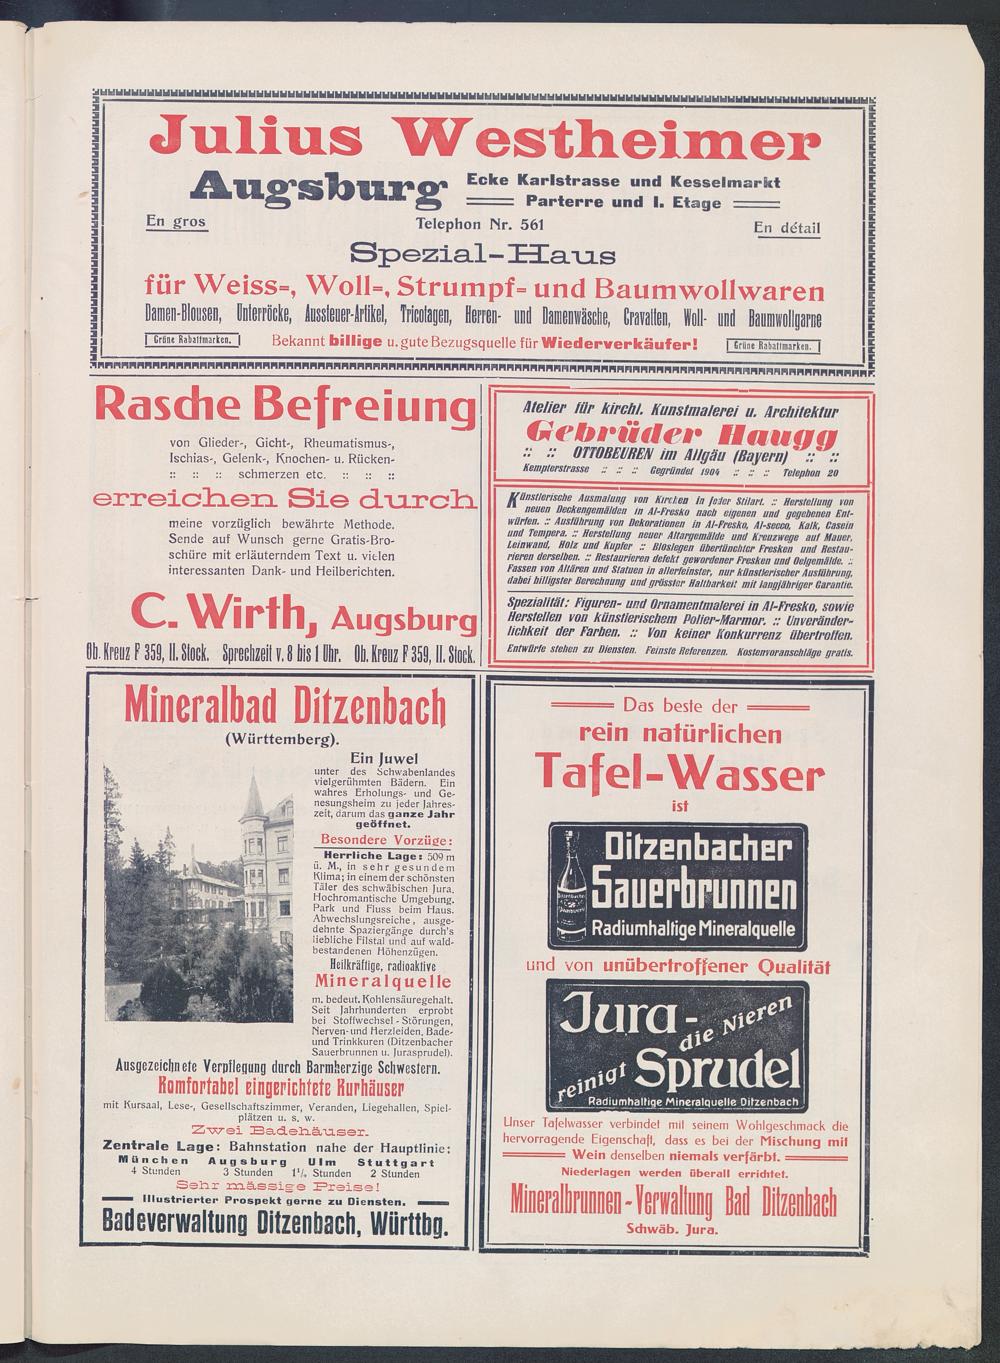 Julius Westheimer
Augsburg
Ecke Karlstrasse und Kesselmarkt
Parterre und I. Etage
En gros
Telephon Nr. 561
En détail
Spezial-Haus
für Weiss=, Woll=, Strumpf= und Baumwollwaren
Damen-Blousen, Unterröcke, Aussteuer-Artikel, Tricotagen, Herren- und Damenwäsche, Cravatten, Woll- und Baumwollgarne
Grüne Rabattmarken.
Bekannt billige u. gute Bezugsquelle für Wiederverkäufer!
Grüne Rabattmarken.
Rasche Befreiung
von Glieder-, Gicht-, Rheumatismus-,
Ischias-, Gelenk-, Knochen- u. Rücken-
:: :: :: schmerzen etc. :: :: ::
erreichen Sie durch
meine vorzüglich bewährte Methode.
Sende auf Wunsch gerne Gratis-Bro-
schüre mit erläuterndem Text u. vielen
interessanten Dank- und Heilberichten.
C. Wirth, Augsburg
Ob. Kreuz F 359, II. Stock. Sprechzeit v. 8 bis 1 Uhr. Ob. Kreuz F 359, II. Stock.
Atelier für kirchl. Kunstmalerei u. Architektur
Gebrüder Haugg
:: :: OTTOBEUREN im Allgäu (Bayern) :: ::
Kempterstrasse :: :: :: Gegründet 1904 :: :: :: Telephon 20
Künstlerische Ausmalung von Kirchen in jeder Stilart. :: Herstellung von
neuen Deckengemälden in Al-Fresko nach eigenen und gegebenen Ent-
würfen. :: Ausführung von Dekorationen in Al-Fresko, Al-secco, Kalk, Casein
und Tempera. :: Herstellung neuer Altargemälde und Kreuzwege auf Mauer,
Leinwand, Holz und Kupfer :: Bloslegen übertünchter Fresken und Restau-
rieren derselben. :: Restaurieren defekt gewordener Fresken und Oelgemälde. ::
Fassen von Altären und Statuen in allerfeinster, nur künstlerischer Ausführung,
dabei billigster Berechnung und grösster Haltbarkeit mit langjähriger Garantie.
Spezialität: Figuren- und Ornamentmalerei in Al-Fresko, sowie
Herstellen von künstlerischem Polier-Marmor. :: Unveränder-
lichkeit der Farben. :: Von keiner Konkurrenz übertroffen.
Entwürfe stehen zu Diensten. Feinste Referenzen. Kostenvoranschläge gratis.
Mineralbad Ditzenbach
(Württemberg).
Ein Juwel
unter des Schwabenlandes
vielgerühmten Bädern. Ein
wahres Erholungs- und Ge-
nesungsheim zu jeder Jahres-
zeit, darum das ganze Jahr
geöffnet.
Besondere Vorzüge:
Herrliche Lage: 509 m
ü. M., in sehr gesundem
Klima; in einem der schönsten
Täler des schwäbischen Jura.
Hochromantische Umgebung.
Park und Fluss beim Haus.
Abwechslungsreiche, ausge-
dehnte Spaziergänge durch's
liebliche Filstal und auf wald-
bestandenen Höhenzügen.
Heilkräftige, radioaktive
Mineralquelle
m. bedeut. Kohlensäuregehalt.
Seit Jahrhunderten erprobt
bei Stoffwechsel-Störungen,
Nerven- und Herzleiden. Bade-
und Trinkkuren (Ditzenbacher
Sauerbrunnen u. Jurasprudel).
Ausgezeichnete Verpflegung durch Barmherzige Schwestern.
Komfortabel eingerichtete Kurhäuser
mit Kursaal, Lese-, Gesellschaftszimmer, Veranden, Liegehallen, Spiel-
plätzen u. s. w.
Zwei Badehäuser.
Zentrale Lage: Bahnstation nahe der Hauptlinie:
München Augsburg Ulm Stuttgart
4 Stunden 3 Stunden 1½ Stunden 2 Stunden
Sehr mässige Preise!
Illustrierter Prospekt gerne zu Diensten.
Badeverwaltung Ditzenbach, Württbg.
Das beste der
rein natürlichen
Tafel-Wasser
ist
Ditzenbacher
Sauerbrunnen
Radiumhaltige Mineralquelle
und von unübertroffener Qualität
Jura-
die Nieren
reinigt Sprudel
Radiumhaltige Mineralquelle Ditzenbach
Unser Tafelwasser verbindet mit seinem Wohlgeschmack die
hervorragende Eigenschaft, dass es bei der Mischung mit
Wein denselben niemals verfärbt.
Niederlagen werden überall errichtet.
Mineralbrunnen-Verwaltung Bad Ditzenbach
Schwäb. Jura.